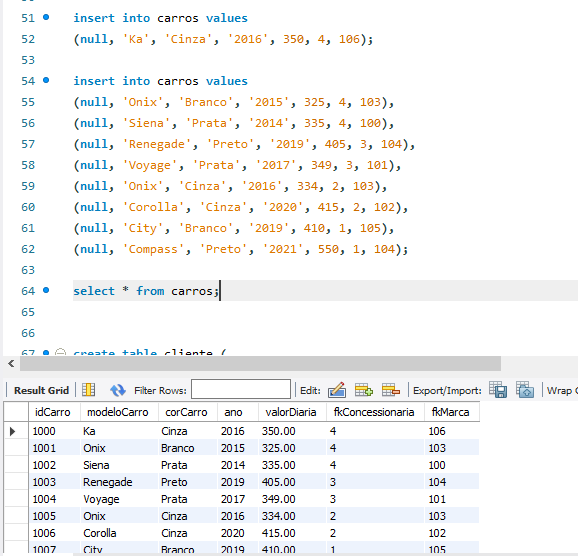 51 insert into carros values
52 (null, 'Ka', 'Cinza', '2016', 350, 4, 106);
53
54 insert into carros values
55 (null, 'Onix', 'Branco', '2015', 325, 4, 103),
56 (null, 'Siena', 'Prata', '2014', 335, 4, 100),
57 (null, 'Renegade', 'Preto', '2019', 405, 3, 104),
58 (null, 'Voyage', 'Prata', '2017', 349, 3, 101),
59 (null, 'Onix', 'Cinza', '2016', 334, 2, 103),
60 (null, 'Corolla', 'Cinza', '2020', 415, 2, 102),
61 (null, 'City', 'Branco', '2019', 410, 1, 105),
62 (null, 'Compass', 'Preto', '2021', 550, 1, 104);
63
64 select * from carros;
65
66
67 create table cliente (
Result Grid Filter Rows: Edit: Export/Import: Wrap C
idCarro modeloCarro corCarro ano valorDiaria fkConcessionaria fkMarca
1000 Ka Cinza 2016 350.00 4 106
1001 Onix Branco 2015 325.00 4 103
1002 Siena Prata 2014 335.00 4 100
1003 Renegade Preto 2019 405.00 3 104
1004 Voyage Prata 2017 349.00 3 101
1005 Onix Cinza 2016 334.00 2 103
1006 Corolla Cinza 2020 415.00 2 102
1007 City Branco 2019 410.00 1 105